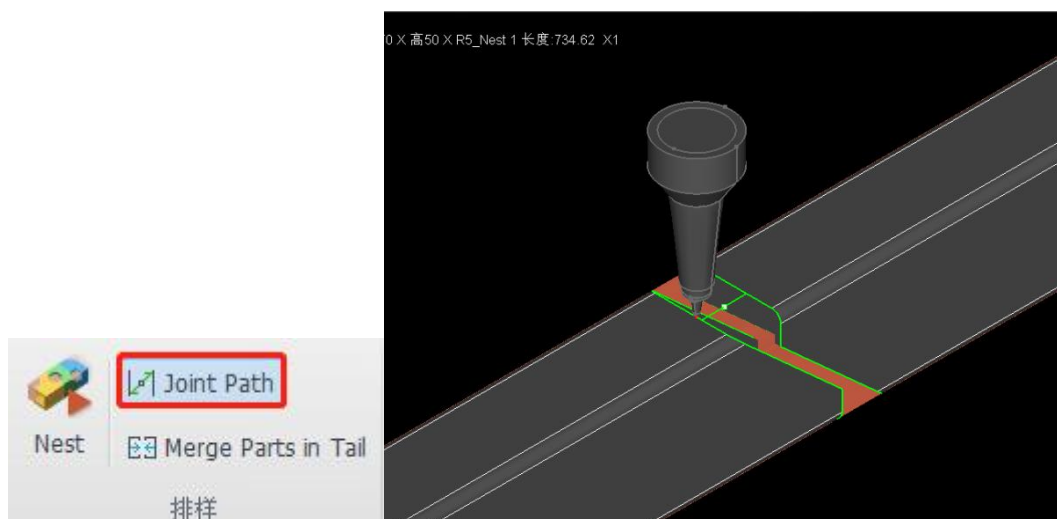 0 X 高50 X R5_Nest 1 长度:734.62 X1
Joint Path
Nest
Merge Parts in Tail
排样